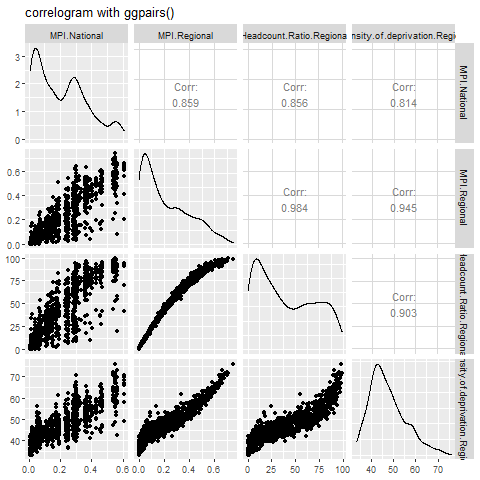 correlogram with ggpairs()
MPI.National
MPI.Regional
Headcount.Ratio.Regiona
nsity.of.deprivation.Regi
3
2
1
0
Corr:
0.859
Corr:
0.856
Corr:
0.814
MPI.National
0.6
0.4
0.2
0.0
Corr:
0.984
Corr:
0.945
MPI.Regional
100
75
50
25
0
Corr:
0.903
eadcount.Ratio.Regiona
70
60
50
40
nsity.of.deprivation.Regi
0.0 0.2 0.4 0.6
0.0 0.2 0.4 0.6
0 25 50 75 100
40 50 60 70